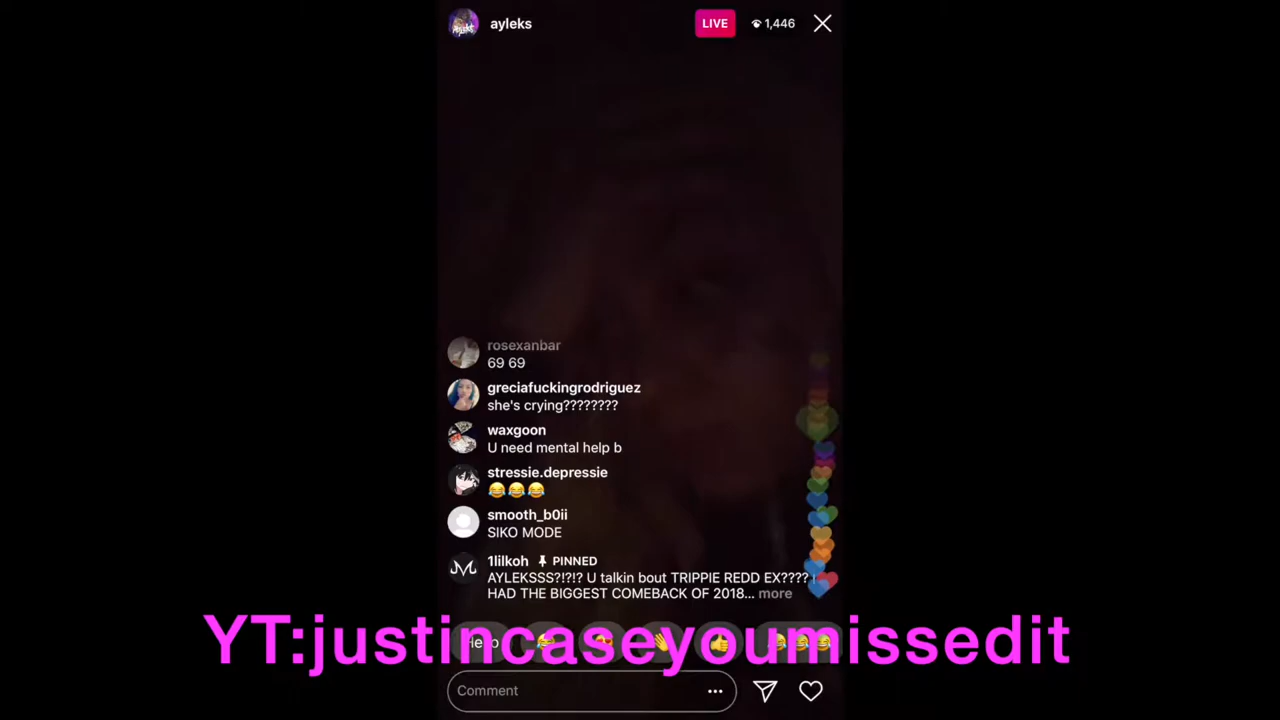 ayleks
LIVE
1,446
rosexanbar
69 69
greciafuckingrodriguez
she's crying????????
waxgoon
U need mental help b
stressie.depressie
😂😂😂
smooth_b0ii
SIKO MODE
1lilkoh PINNED
AYLEKSSS?!?!? U talkin bout TRIPPIE REDD EX???? I
HAD THE BIGGEST COMEBACK OF 2018... more
YT:justincaseyoumissedit
Comment